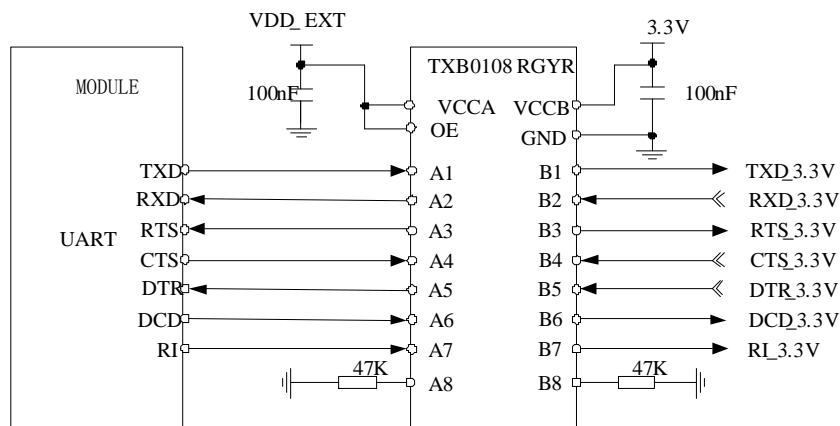 VDD_EXT
3.3V
TXB0108 RGYR
MODULE
100nF
VCCA
VCCB
100nF
OE
GND
TXD
A1
B1
TXD_3.3V
RXD
A2
B2
RXD_3.3V
UART
RTS
A3
B3
RTS_3.3V
CTS
A4
B4
CTS_3.3V
DTR
A5
B5
DTR_3.3V
DCD
A6
B6
DCD_3.3V
RI
A7
B7
RI_3.3V
47K
A8
B8
47K